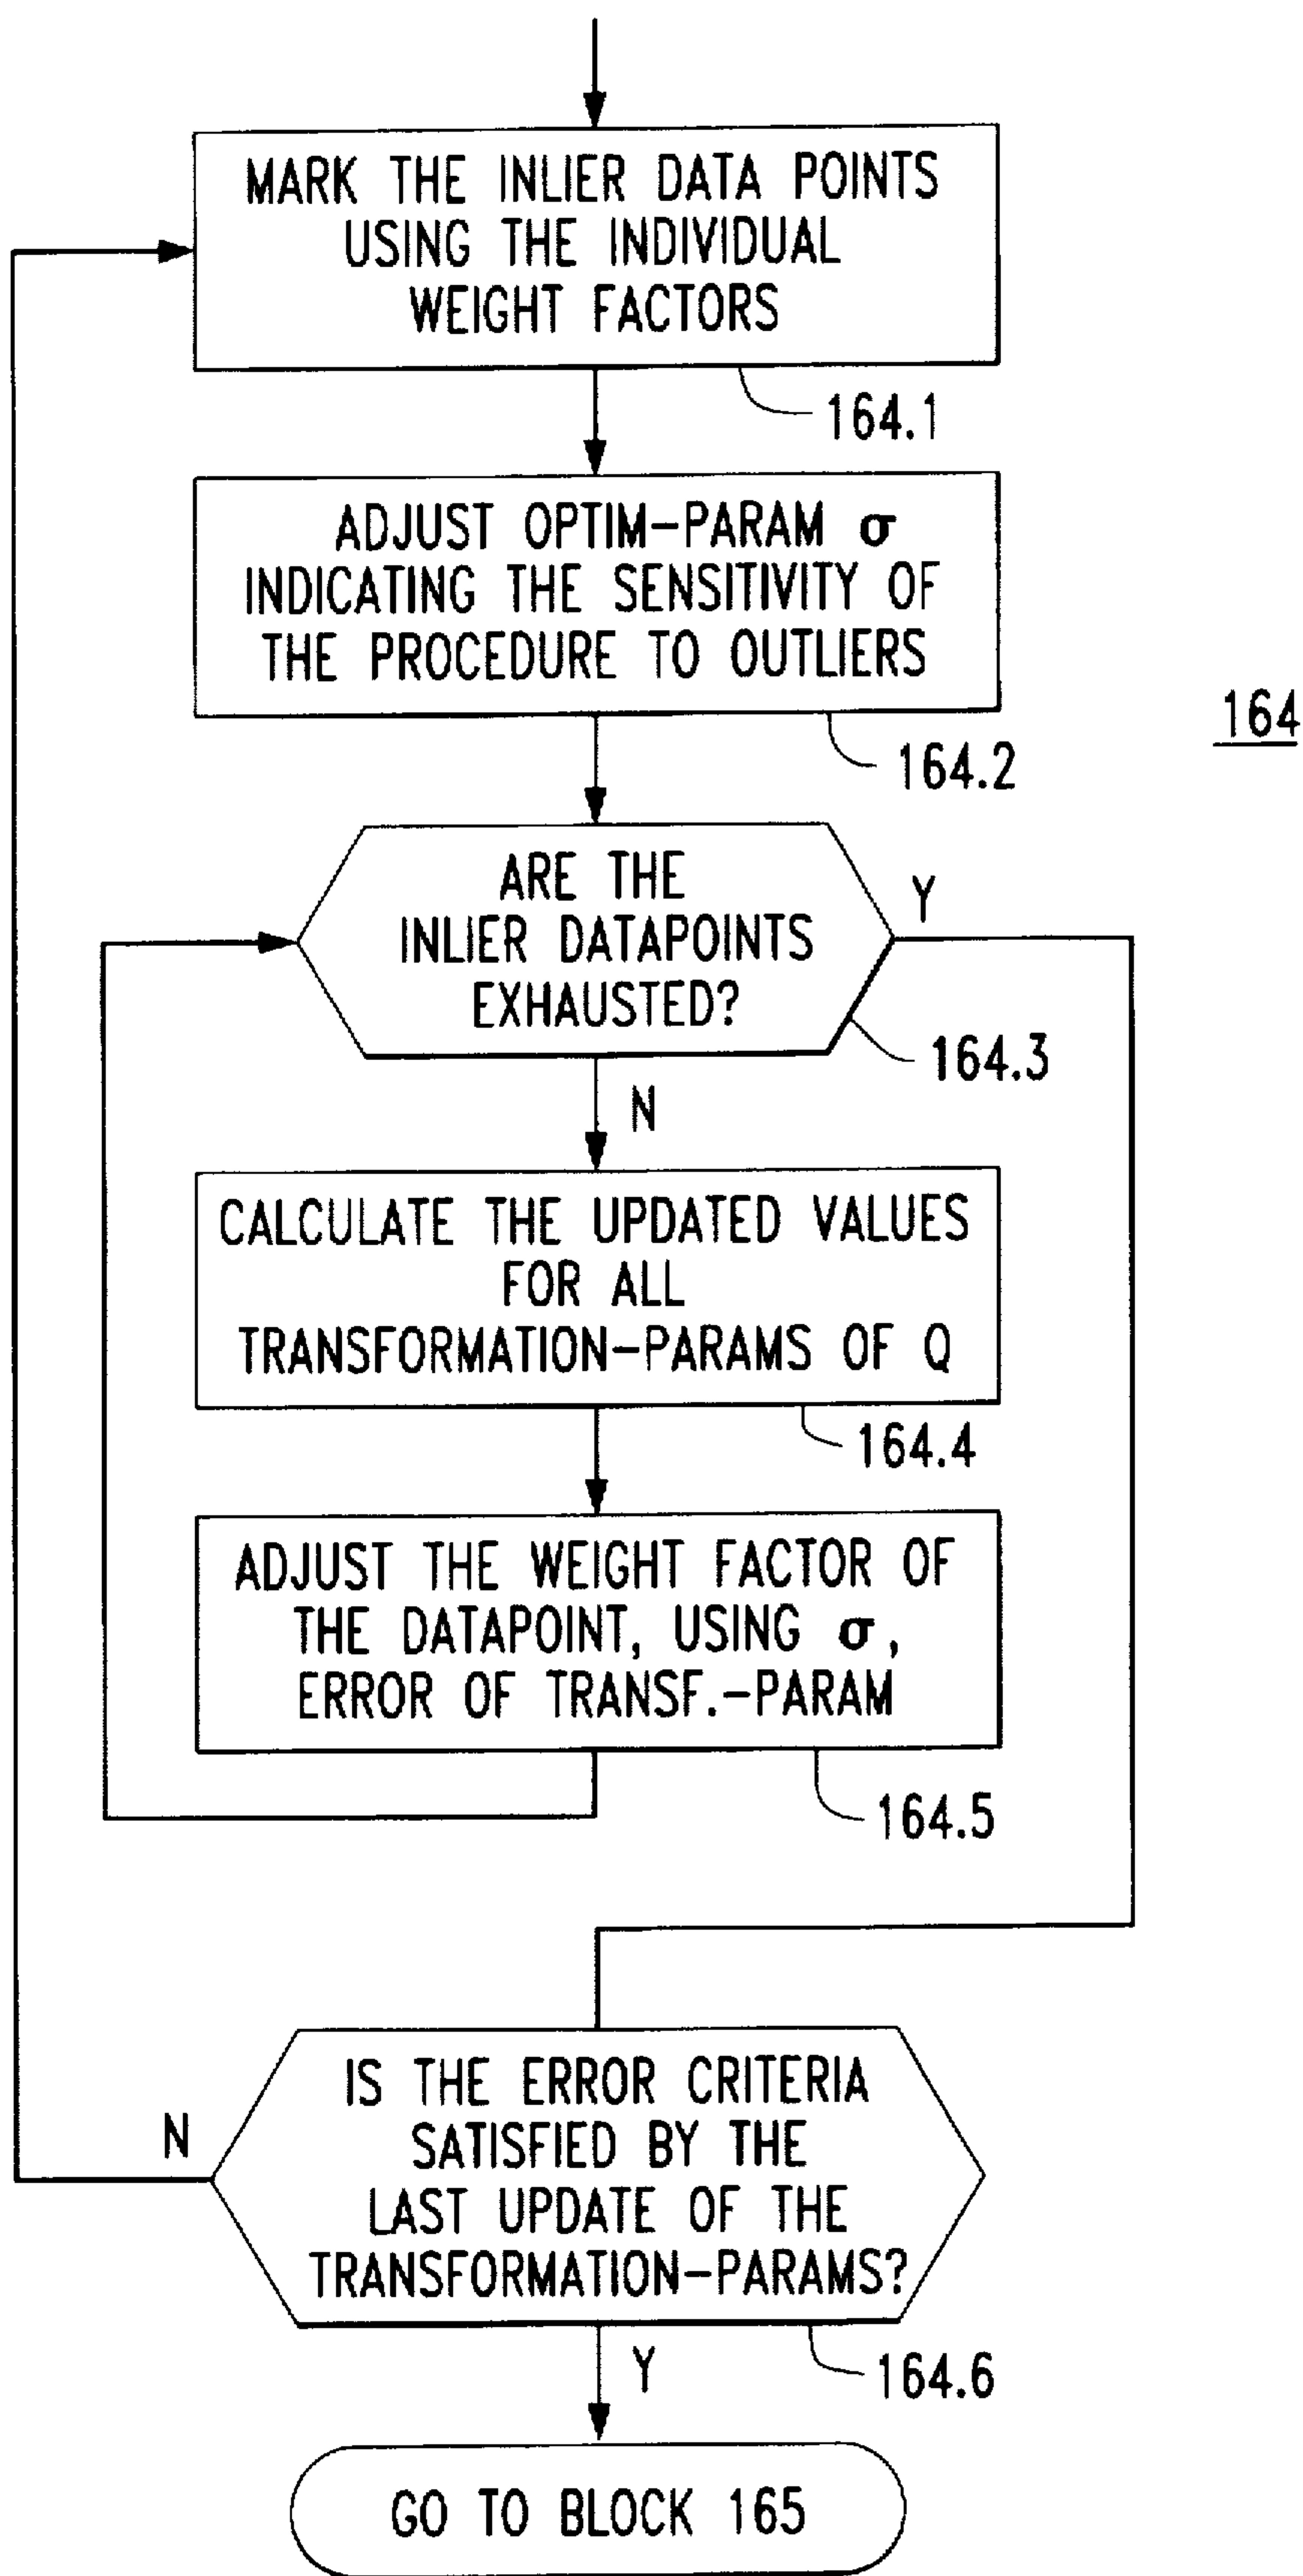 MARK THE INLIER DATA POINTS
USING THE INDIVIDUAL
WEIGHT FACTORS
164.1
ADJUST OPTIM-PARAM σ
INDICATING THE SENSITIVITY OF
THE PROCEDURE TO OUTLIERS
164
164.2
ARE THE
INLIER DATAPOINTS
EXHAUSTED?
Y
164.3
N
CALCULATE THE UPDATED VALUES
FOR ALL
TRANSFORMATION-PARAMS OF Q
164.4
ADJUST THE WEIGHT FACTOR OF
THE DATAPOINT, USING σ,
ERROR OF TRANSF.-PARAM
164.5
IS THE ERROR CRITERIA
SATISFIED BY THE
LAST UPDATE OF THE
TRANSFORMATION-PARAMS?
N
164.6
Y
GO TO BLOCK 165